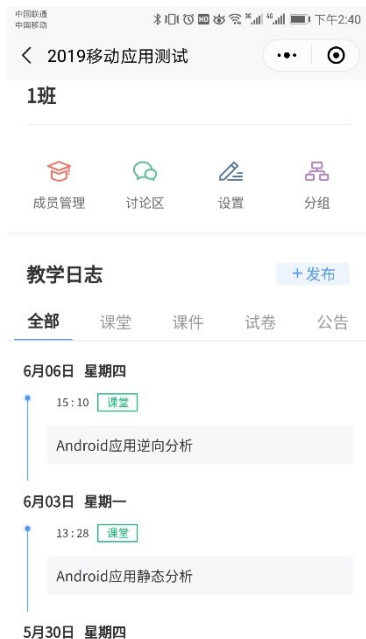 中国联通
中国移动
下午2:40
2019移动应用测试
1班
成员管理 讨论区 设置 分组
教学日志 +发布
全部 课堂 课件 试卷 公告
6月06日 星期四
15:10 课堂
Android应用逆向分析
6月03日 星期一
13:28 课堂
Android应用静态分析
5月30日 星期四